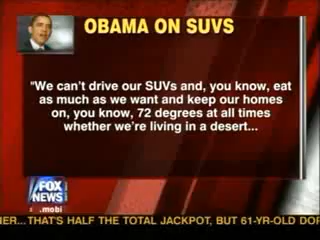 OBAMA ON SUVS
"We can't drive our SUVs and, you know, eat
as much as we want and keep our homes
on, you know, 72 degrees at all times
whether we're living in a desert...
FOX
NEWS
.mobi
NER...THAT'S HALF THE TOTAL JACKPOT, BUT 61-YR-OLD DOR